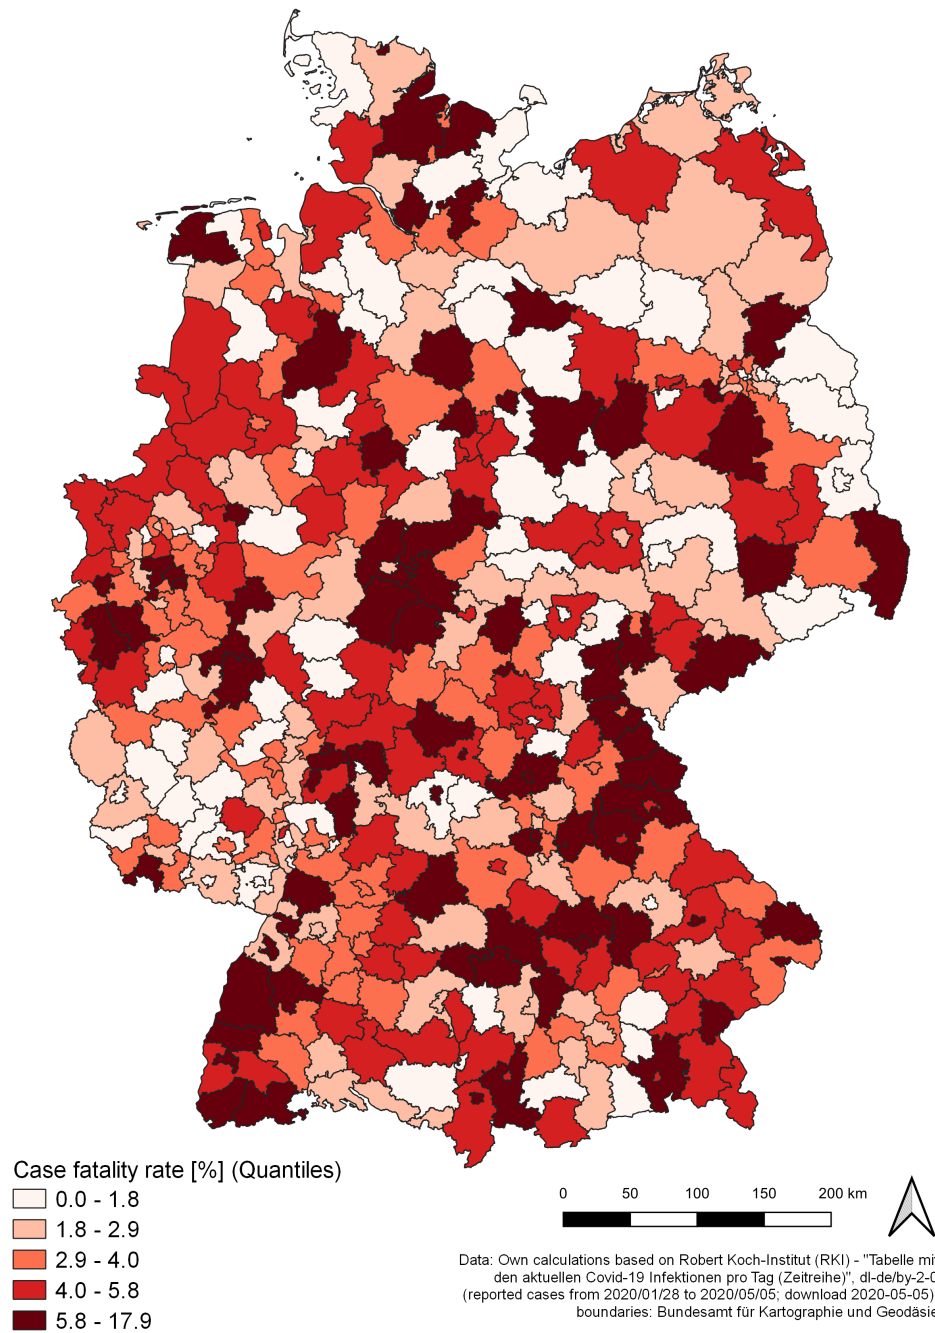 Case fatality rate [%] (Quantiles)
0.0 - 1.8
1.8 - 2.9
2.9 - 4.0
4.0 - 5.8
5.8 - 17.9
0 50 100 150 200 km
Data: Own calculations based on Robert Koch-Institut (RKI) - "Tabelle mit
den aktuellen Covid-19 Infektionen pro Tag (Zeitreihe)", dl-de/by-2-0
(reported cases from 2020/01/28 to 2020/05/05; download 2020-05-05)
boundaries: Bundesamt für Kartographie und Geodäsie